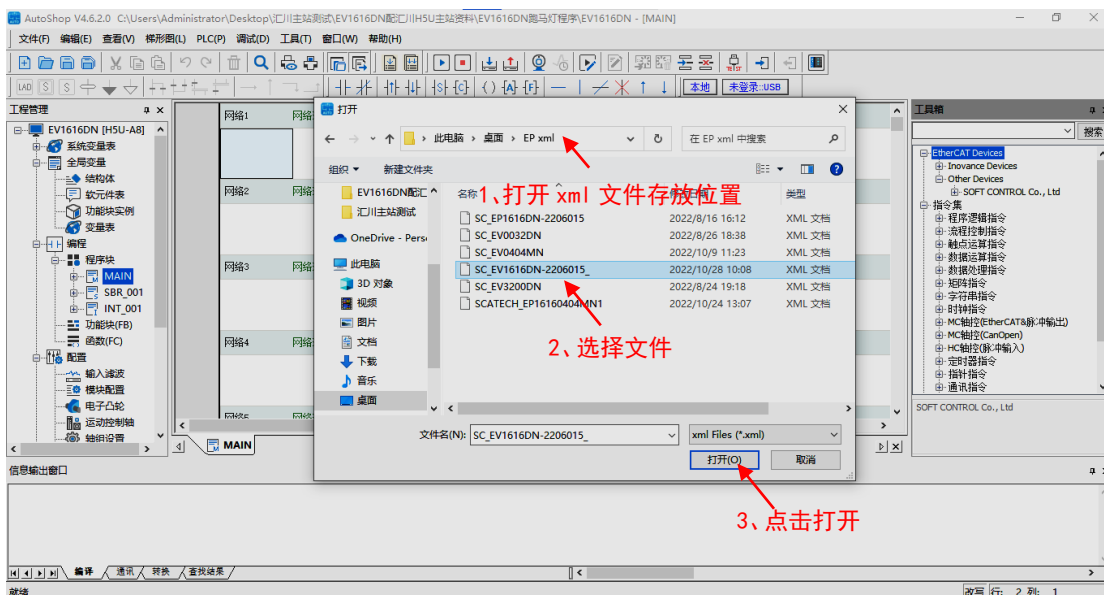 AutoShop V4.6.2.0 C:\Users\Administrator\Desktop\汇川主站测试\EV1616DN配汇川H5U主站资料\EV1616DN跑马灯程序\EV1616DN - [MAIN]
文件(F) 编辑(E) 查看(V) 梯形图(L) PLC(P) 调试(D) 工具(T) 窗口(W) 帮助(H)
本地 未登录::USB
工程管理
EV1616DN [H5U-A8]
系统变量表
全局变量
结构体
软元件表
功能块实例
变量表
编程
程序块
MAIN
SBR_001
INT_001
功能块(FB)
函数(FC)
配置
输入滤波
模块配置
电子凸轮
运动控制轴
轴组设置
网络1 网络
网络2 网络
网络3 网络
网络4 网络
MAIN
打开
此电脑 › 桌面 › EP xml
在 EP xml 中搜索
组织 新建文件夹
EV1616DN配汇
汇川主站测试
OneDrive - Pers
此电脑
3D 对象
视频
图片
文档
下载
音乐
桌面
名称 类型
1、打开 xml 文件存放位置
SC_EP1616DN-2206015 2022/8/16 16:12 XML 文档
SC_EV0032DN 2022/8/26 18:38 XML 文档
SC_EV0404MN 2022/10/9 11:23 XML 文档
SC_EV1616DN-2206015_ 2022/10/28 10:08 XML 文档
SC_EV3200DN 2022/8/24 19:18 XML 文档
SCATECH_EP16160404MN1 2022/10/24 13:07 XML 文档
2、选择文件
文件名(N): SC_EV1616DN-2206015_ xml Files (*.xml)
打开(O) 取消
3、点击打开
工具箱
搜索
EtherCAT Devices
Inovance Devices
Other Devices
SOFT CONTROL Co., Ltd
指令集
程序逻辑指令
流程控制指令
触点运算指令
数据运算指令
数据处理指令
矩阵指令
字符串指令
时钟指令
MC轴控(EtherCAT&脉冲输出)
MC轴控(CanOpen)
HC轴控(脉冲输入)
定时器指令
指针指令
通讯指令
SOFT CONTROL Co., Ltd
信息输出窗口
编译 通讯 转换 查找结果
就绪
改写 行: 2 列: 1